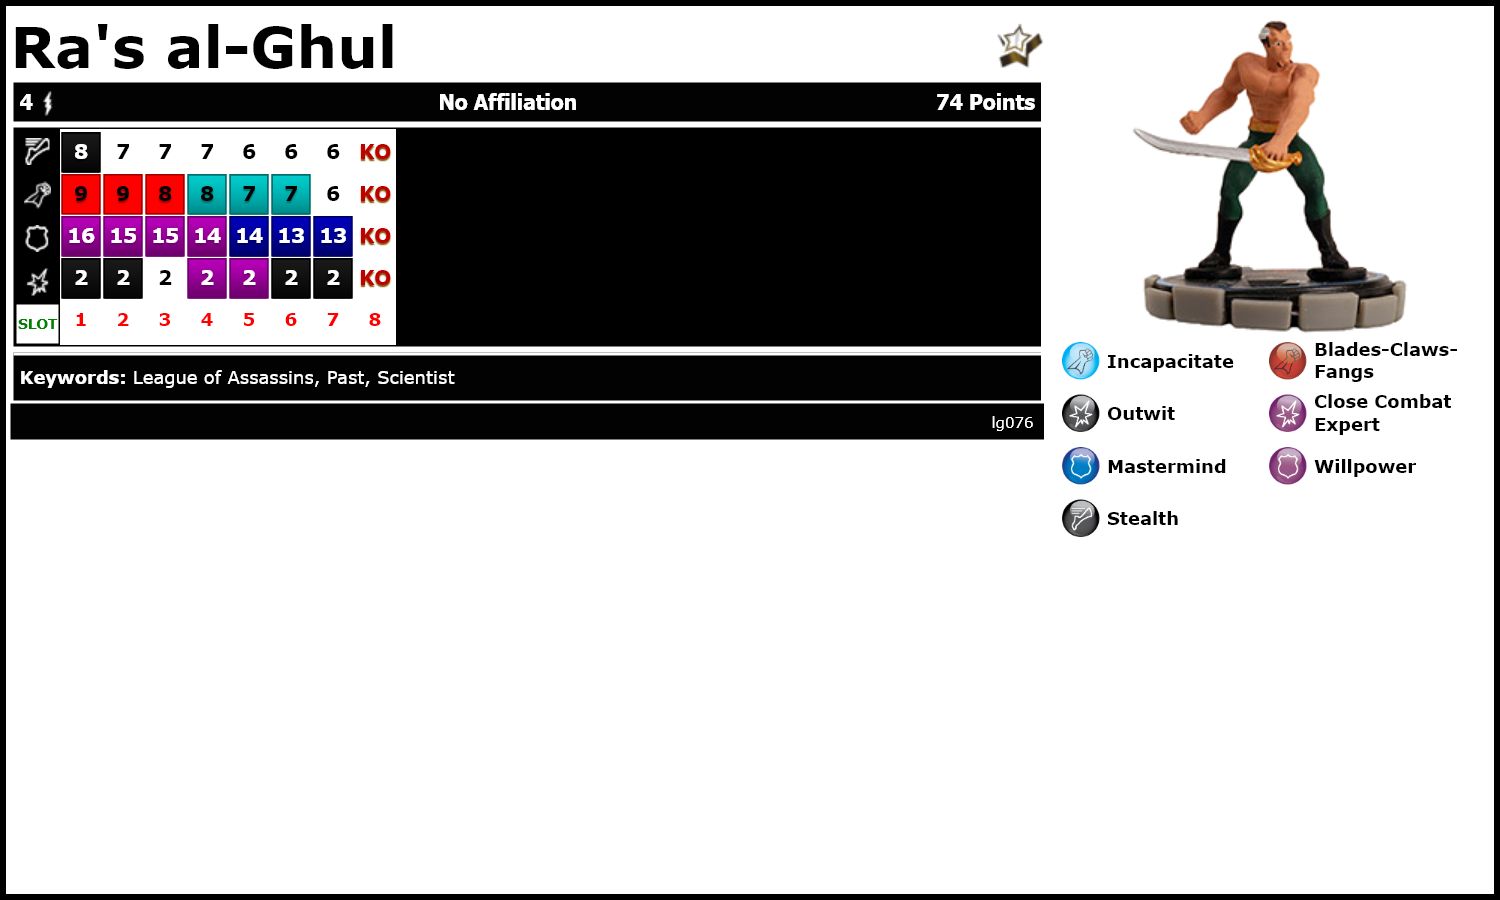 Ra's al-Ghul
4 No Affiliation 74 Points
8 7 7 7 6 6 6 KO
9 9 8 8 7 7 6 KO
16 15 15 14 14 13 13 KO
2 2 2 2 2 2 2 KO
SLOT 1 2 3 4 5 6 7 8
Keywords: League of Assassins, Past, Scientist
lg076
Incapacitate
Blades-Claws-
Fangs
Outwit
Close Combat
Expert
Mastermind
Willpower
Stealth